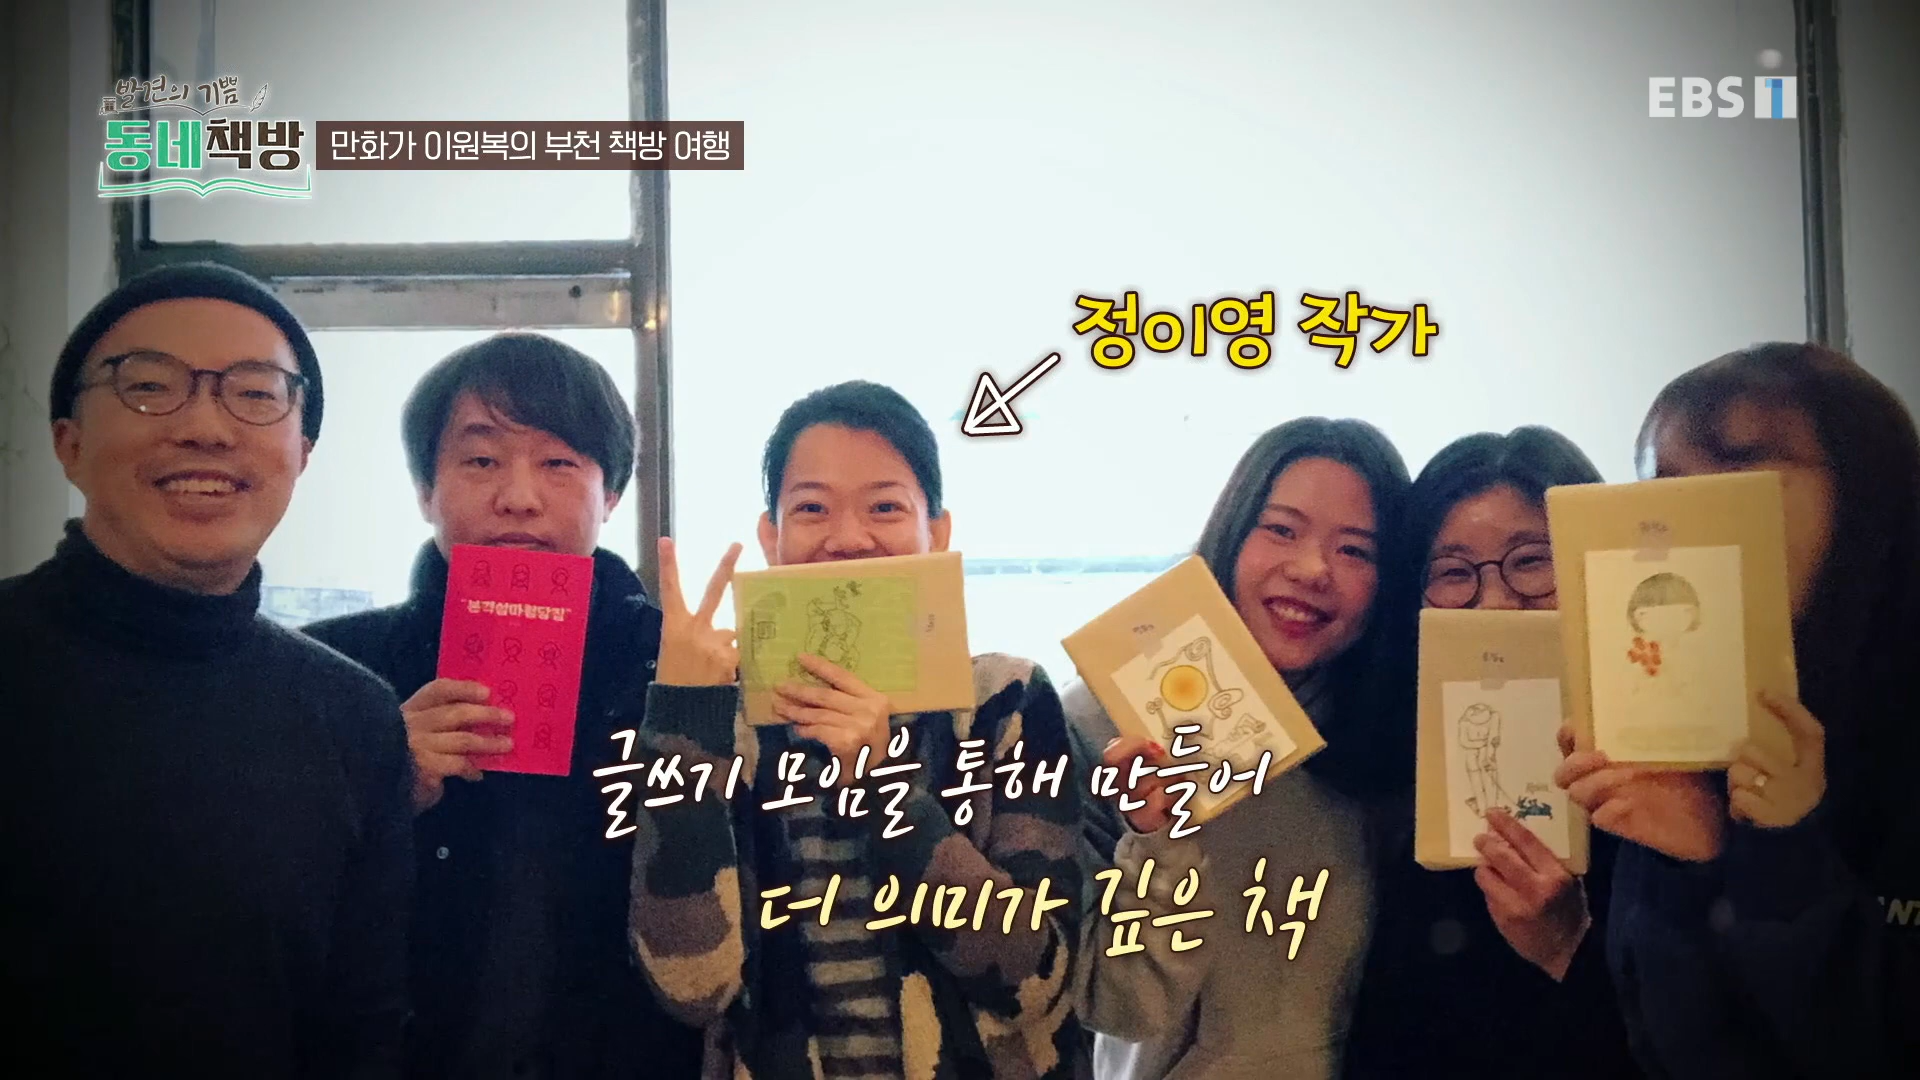 발견의 기쁨
동네책방
만화가 이원복의 부천 책방 여행
EBS 1
정이영 작가
글쓰기 모임을 통해 만들어
더 의미가 깊은 책